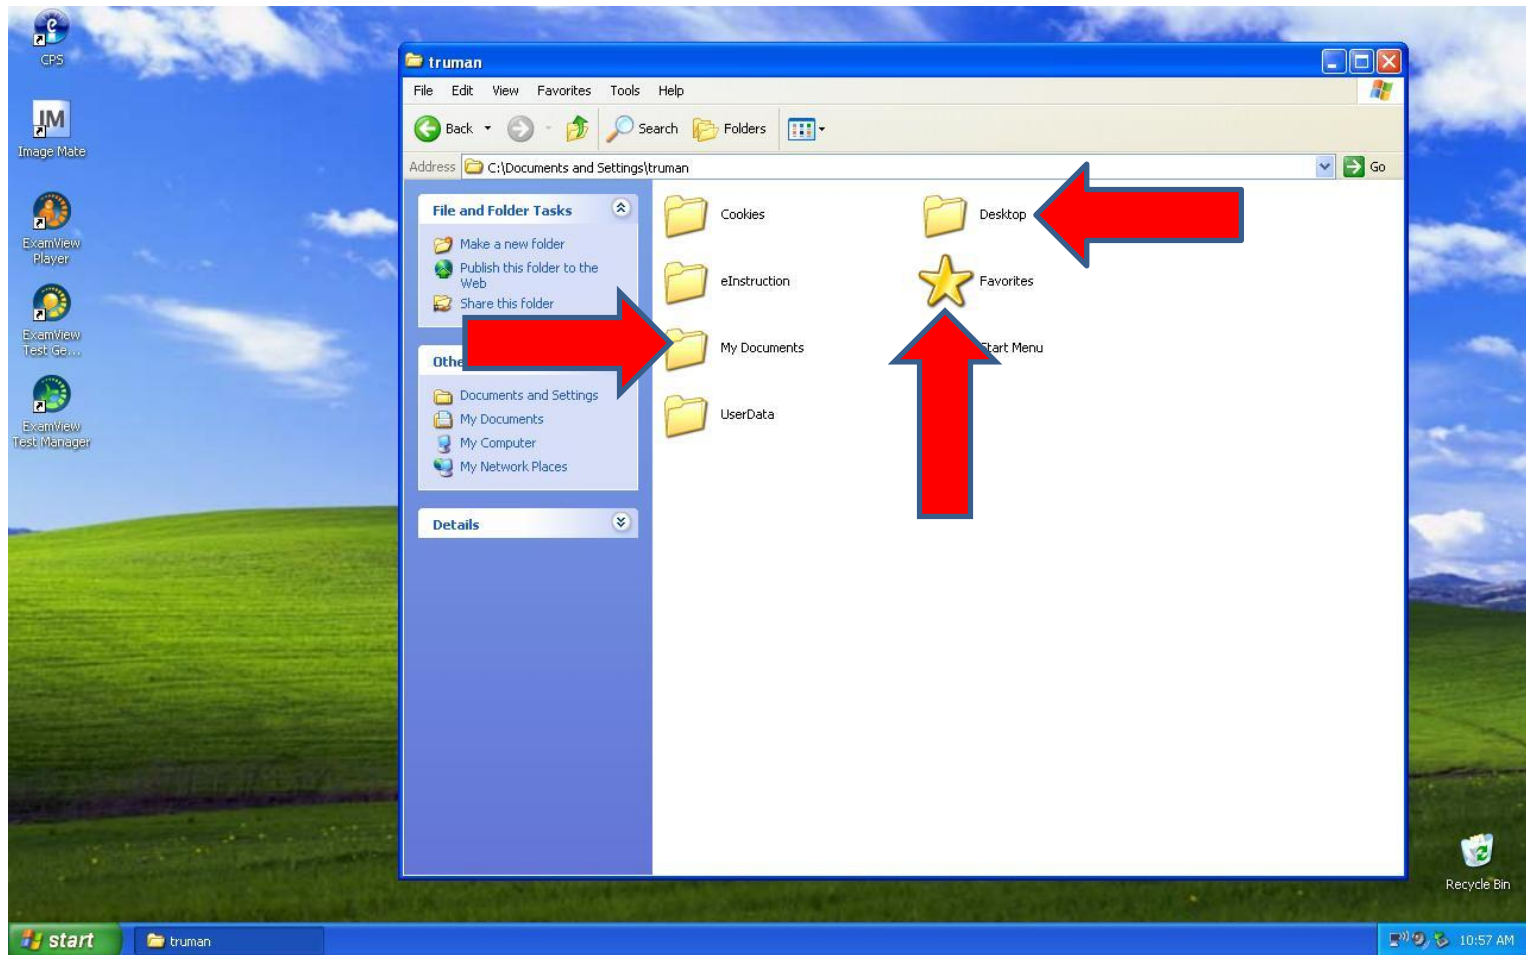 CPS
Image Mate
ExamView
Player
ExamView
Test Ge...
ExamView
Test Manager
truman
File Edit View Favorites Tools Help
Back Search Folders
Address C:\Documents and Settings\truman Go
File and Folder Tasks
Make a new folder
Publish this folder to the
Web
Share this folder
Othe
Documents and Settings
My Documents
My Computer
My Network Places
Details
Cookies Desktop
eInstruction Favorites
My Documents Start Menu
UserData
Recycle Bin
start truman 10:57 AM